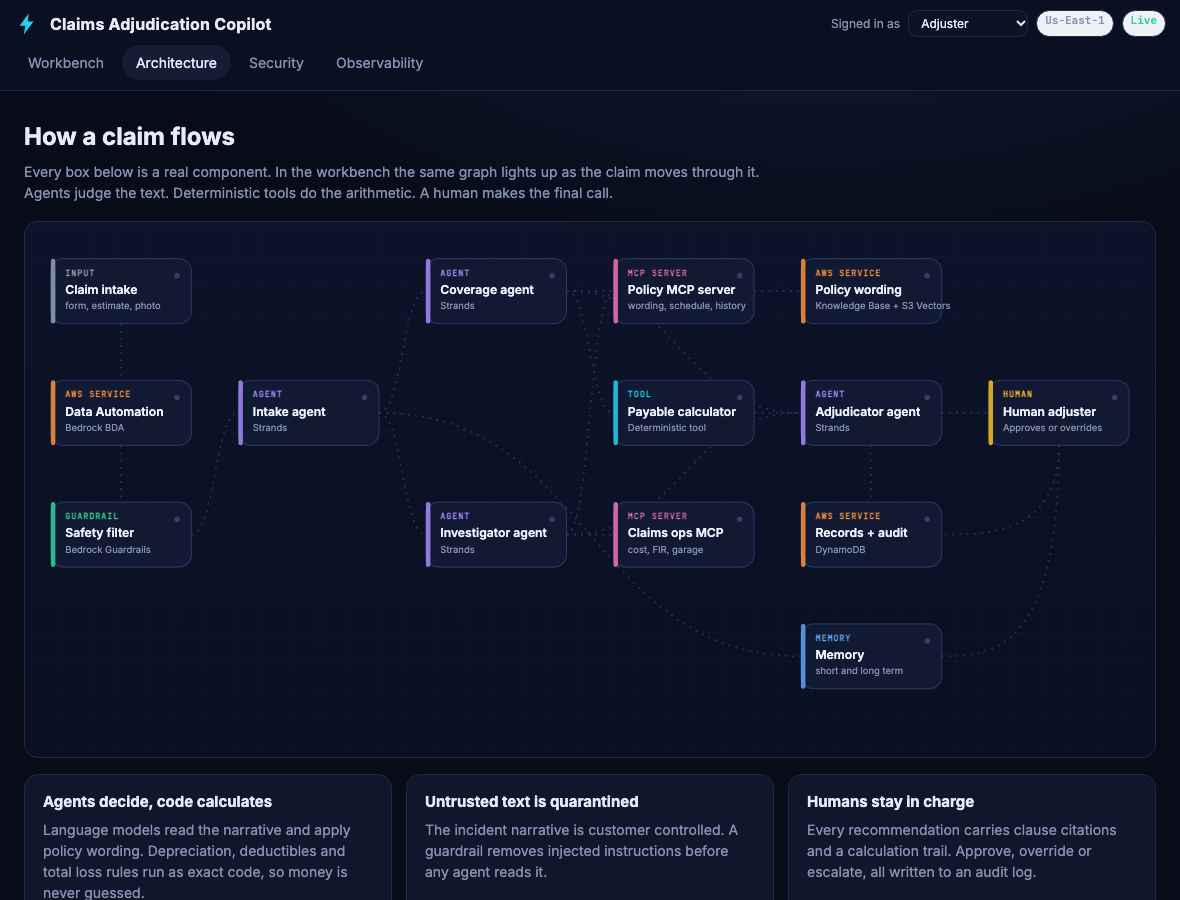 Claims Adjudication Copilot
Signed in as
Adjuster
Us-East-1
Live
Workbench
Architecture
Security
Observability
How a claim flows
Every box below is a real component. In the workbench the same graph lights up as the claim moves through it.
Agents judge the text. Deterministic tools do the arithmetic. A human makes the final call.
INPUT
Claim intake
form, estimate, photo
AGENT
Coverage agent
Strands
MCP SERVER
Policy MCP server
wording, schedule, history
AWS SERVICE
Policy wording
Knowledge Base + S3 Vectors
AWS SERVICE
Data Automation
Bedrock BDA
AGENT
Intake agent
Strands
TOOL
Payable calculator
Deterministic tool
AGENT
Adjudicator agent
Strands
HUMAN
Human adjuster
Approves or overrides
GUARDRAIL
Safety filter
Bedrock Guardrails
AGENT
Investigator agent
Strands
MCP SERVER
Claims ops MCP
cost, FIR, garage
AWS SERVICE
Records + audit
DynamoDB
MEMORY
Memory
short and long term
Agents decide, code calculates
Language models read the narrative and apply
policy wording. Depreciation, deductibles and
total loss rules run as exact code, so money is
never guessed.
Untrusted text is quarantined
The incident narrative is customer controlled. A
guardrail removes injected instructions before
any agent reads it.
Humans stay in charge
Every recommendation carries clause citations
and a calculation trail. Approve, override or
escalate, all written to an audit log.